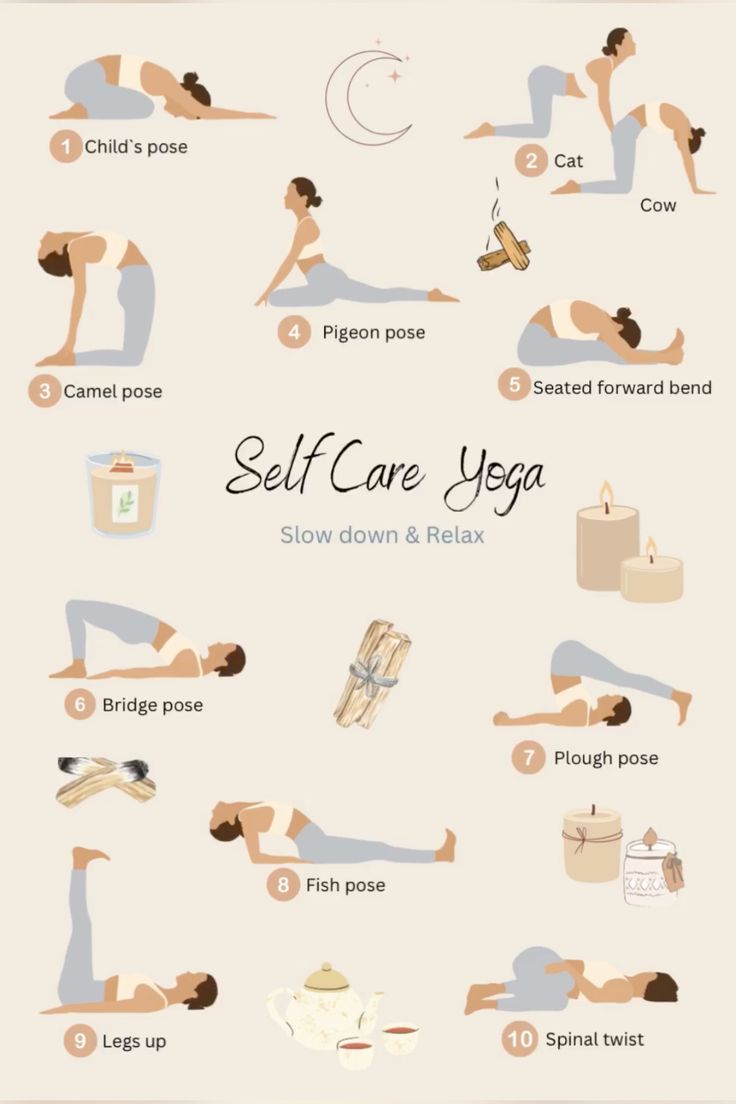 1 Child`s pose
2 Cat
Cow
3 Camel pose
4 Pigeon pose
5 Seated forward bend
Self Care Yoga
Slow down & Relax
6 Bridge pose
7 Plough pose
8 Fish pose
9 Legs up
10 Spinal twist